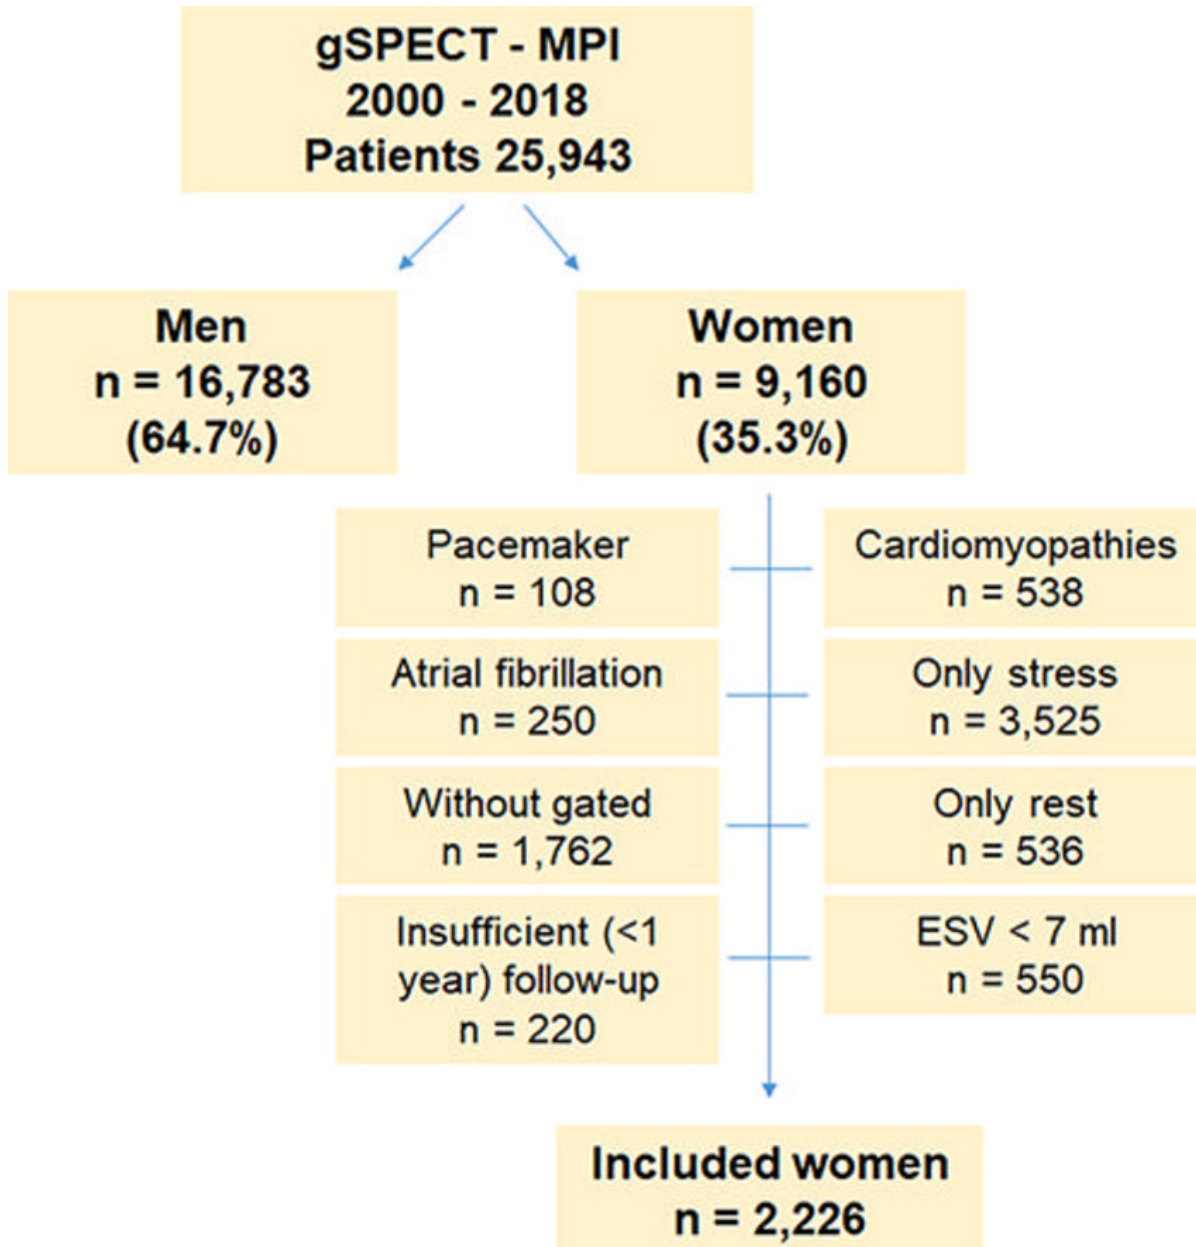 gSPECT - MPI
2000 - 2018
Patients 25,943
Men
n = 16,783
(64.7%)
Women
n = 9,160
(35.3%)
Pacemaker
n = 108
Cardiomyopathies
n = 538
Atrial fibrillation
n = 250
Only stress
n = 3,525
Without gated
n = 1,762
Only rest
n = 536
Insufficient (<1
year) follow-up
n = 220
ESV < 7 ml
n = 550
Included women
n = 2,226